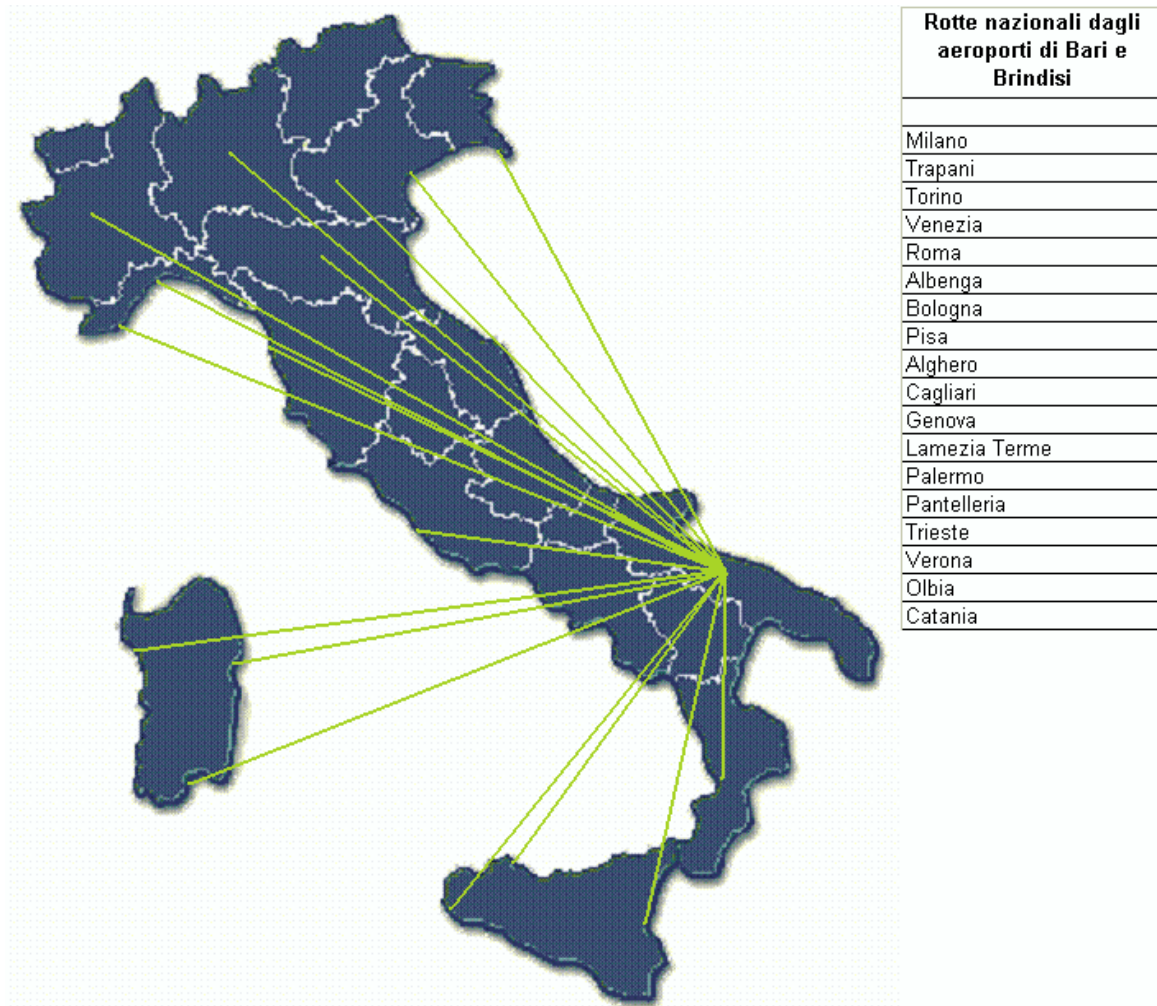 Rotte nazionali dagli
aeroporti di Bari e
Brindisi
Milano
Trapani
Torino
Venezia
Roma
Albenga
Bologna
Pisa
Alghero
Cagliari
Genova
Lamezia Terme
Palermo
Pantelleria
Trieste
Verona
Olbia
Catania